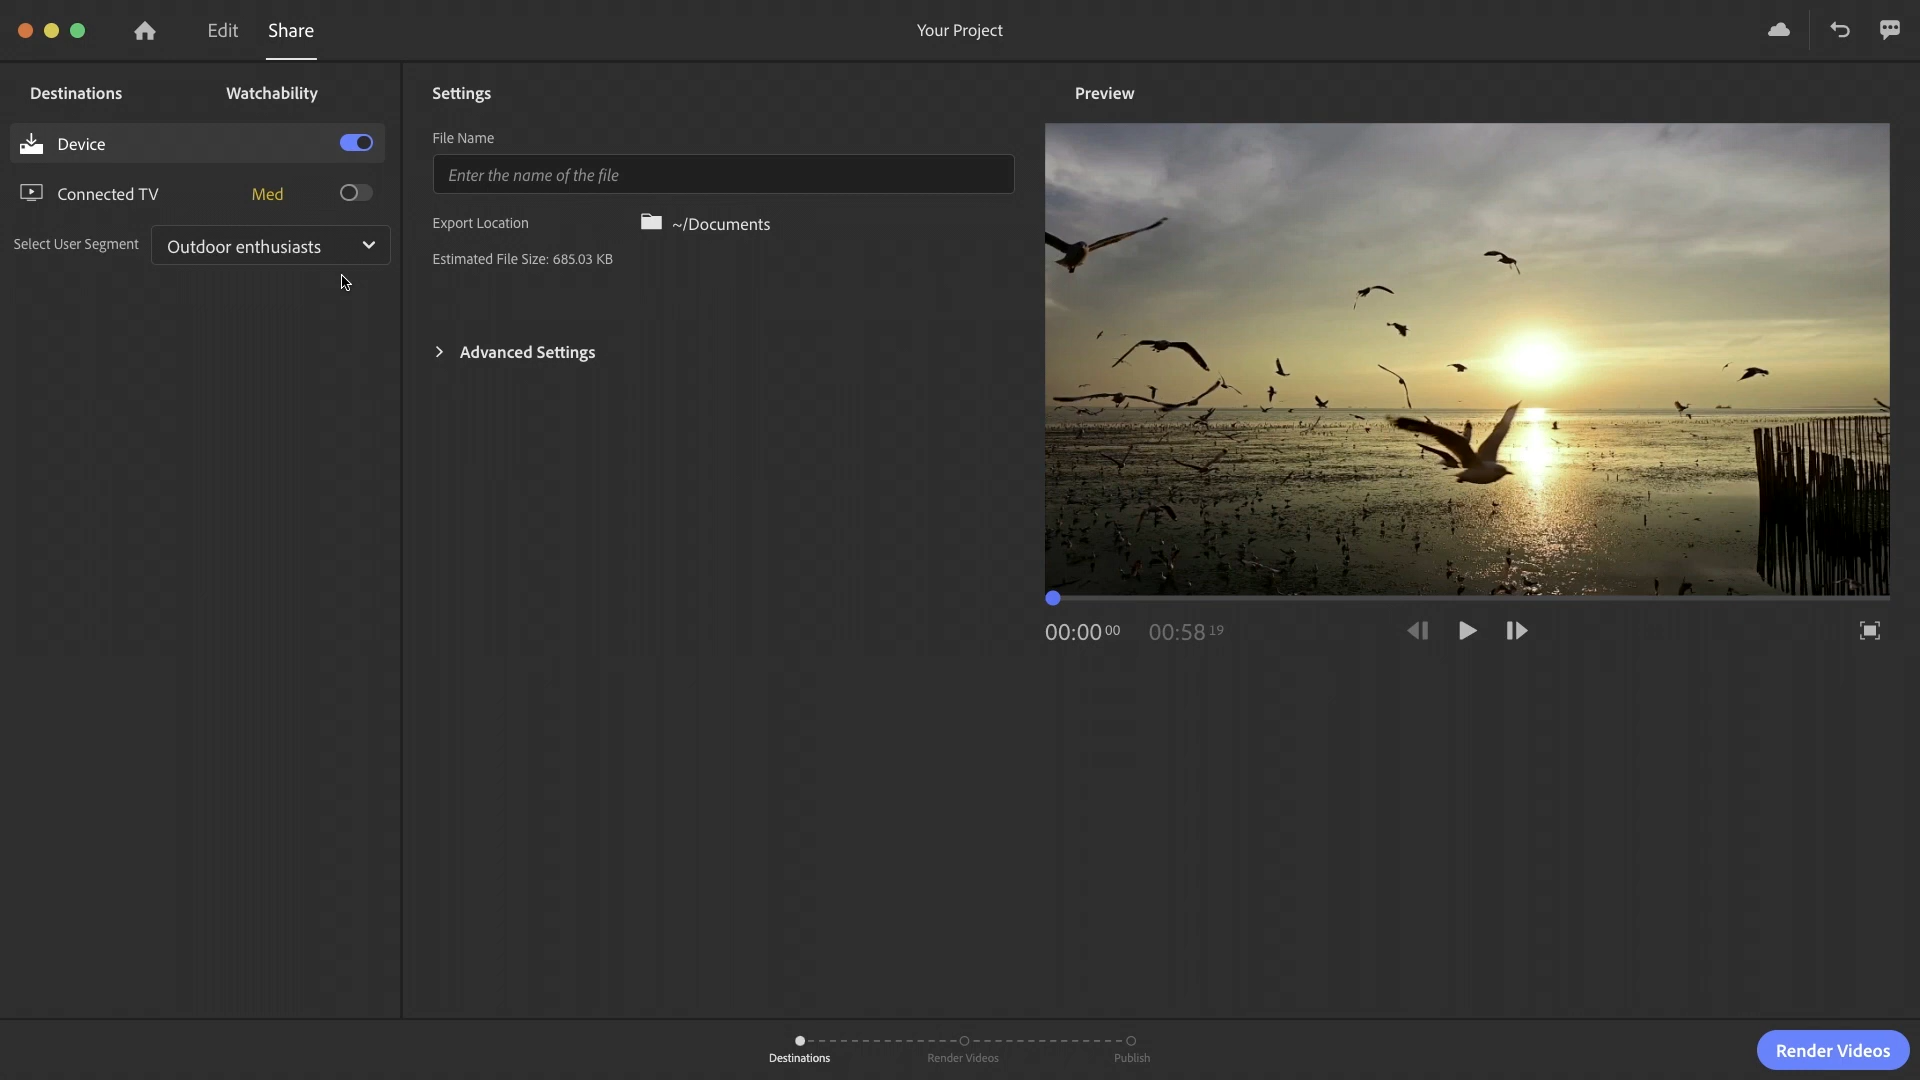 Edit
Share
Your Project
Destinations
Watchability
Device
Connected TV
Med
Select User Segment
Outdoor enthusiasts
Settings
File Name
Enter the name of the file
Export Location
~/Documents
Estimated File Size: 685.03 KB
Advanced Settings
Preview
00:00 00
00:58 19
Destinations
Render Videos
Publish
Render Videos